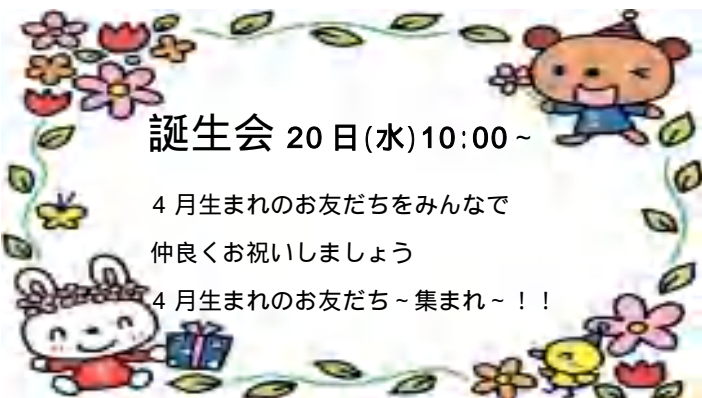 誕生会 20日(水)10:00~
4月生まれのお友だちをみんなで
仲良くお祝いしましょう
4月生まれのお友だち~集まれ~!!